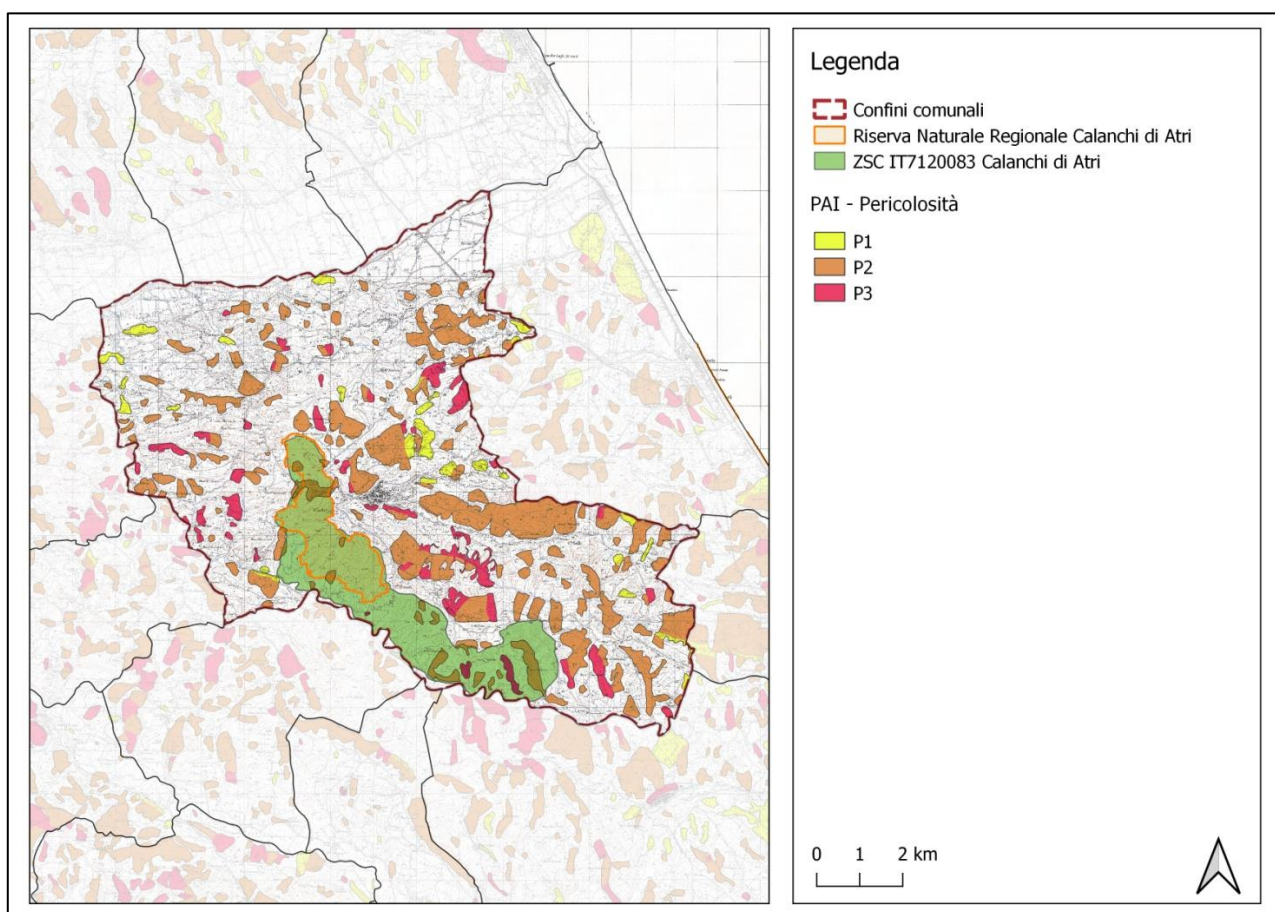 Legenda
Confini comunali
Riserva Naturale Regionale Calanchi di Atri
ZSC IT7120083 Calanchi di Atri
PAI - Pericolosità
P1
P2
P3
0 1 2 km